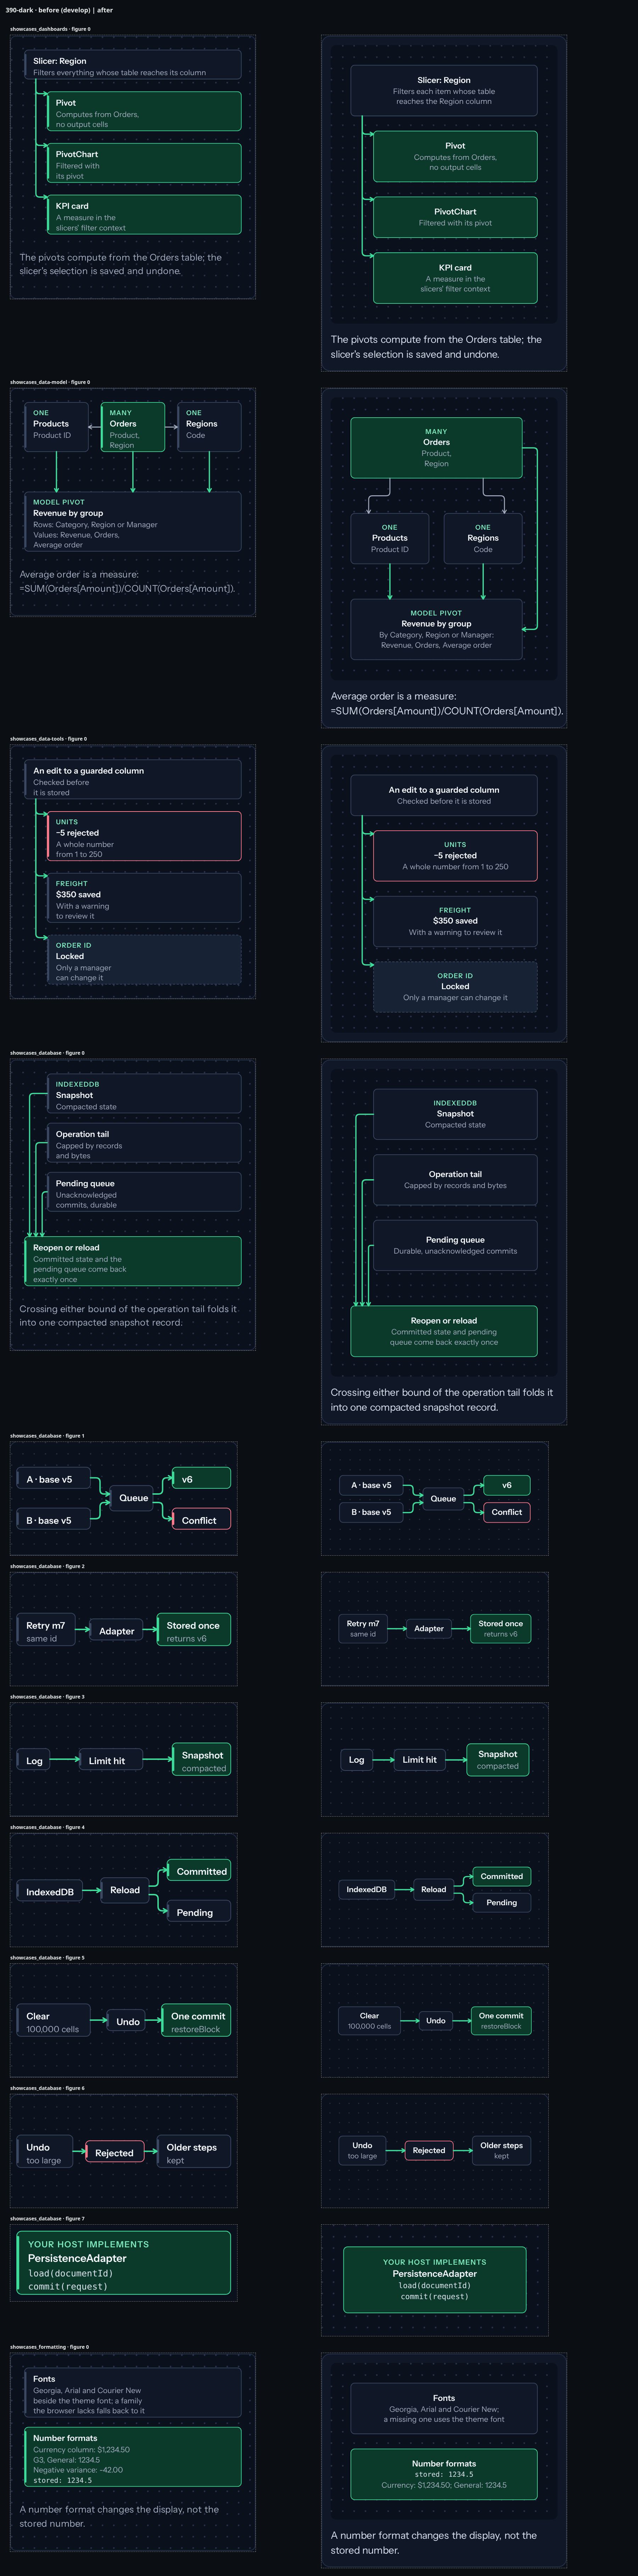 390-dark - before (develop) | after
showcases_dashboards · figure 0
Slicer: Region
Filters everything whose table reaches its column
Pivot
Computes from Orders,
no output cells
PivotChart
Filtered with
its pivot
KPI card
A measure in the
slicers' filter context
The pivots compute from the Orders table; the
slicer's selection is saved and undone.
Slicer: Region
Filters each item whose table
reaches the Region column
Pivot
Computes from Orders,
no output cells
PivotChart
Filtered with its pivot
KPI card
A measure in the
slicers' filter context
The pivots compute from the Orders table; the
slicer's selection is saved and undone.
showcases_data-model · figure 0
ONE
Products
Product ID
MANY
Orders
Product,
Region
ONE
Regions
Code
MODEL PIVOT
Revenue by group
Rows: Category, Region or Manager
Values: Revenue, Orders,
Average order
Average order is a measure:
=SUM(Orders[Amount])/COUNT(Orders[Amount]).
MANY
Orders
Product,
Region
ONE
Products
Product ID
ONE
Regions
Code
MODEL PIVOT
Revenue by group
By Category, Region or Manager:
Revenue, Orders, Average order
Average order is a measure:
=SUM(Orders[Amount])/COUNT(Orders[Amount]).
showcases_data-tools · figure 0
An edit to a guarded column
Checked before
it is stored
UNITS
−5 rejected
A whole number
from 1 to 250
FREIGHT
$350 saved
With a warning
to review it
ORDER ID
Locked
Only a manager
can change it
An edit to a guarded column
Checked before it is stored
UNITS
−5 rejected
A whole number from 1 to 250
FREIGHT
$350 saved
With a warning to review it
ORDER ID
Locked
Only a manager can change it
showcases_database · figure 0
INDEXEDDB
Snapshot
Compacted state
Operation tail
Capped by records
and bytes
Pending queue
Unacknowledged
commits, durable
Reopen or reload
Committed state and the
pending queue come back
exactly once
Crossing either bound of the operation tail folds it
into one compacted snapshot record.
INDEXEDDB
Snapshot
Compacted state
Operation tail
Capped by records and bytes
Pending queue
Durable, unacknowledged commits
Reopen or reload
Committed state and pending
queue come back exactly once
Crossing either bound of the operation tail folds it
into one compacted snapshot record.
showcases_database · figure 1
A · base v5
B · base v5
Queue
v6
Conflict
A · base v5
B · base v5
Queue
v6
Conflict
showcases_database · figure 2
Retry m7
same id
Adapter
Stored once
returns v6
Retry m7
same id
Adapter
Stored once
returns v6
showcases_database · figure 3
Log
Limit hit
Snapshot
compacted
Log
Limit hit
Snapshot
compacted
showcases_database · figure 4
IndexedDB
Reload
Committed
Pending
IndexedDB
Reload
Committed
Pending
showcases_database · figure 5
Clear
100,000 cells
Undo
One commit
restoreBlock
Clear
100,000 cells
Undo
One commit
restoreBlock
showcases_database · figure 6
Undo
too large
Rejected
Older steps
kept
Undo
too large
Rejected
Older steps
kept
showcases_database · figure 7
YOUR HOST IMPLEMENTS
PersistenceAdapter
load(documentId)
commit(request)
YOUR HOST IMPLEMENTS
PersistenceAdapter
load(documentId)
commit(request)
showcases_formatting · figure 0
Fonts
Georgia, Arial and Courier New
beside the theme font; a family
the browser lacks falls back to it
Number formats
Currency column: $1,234.50
G3, General: 1234.5
Negative variance: −42.00
stored: 1234.5
A number format changes the display, not the
stored number.
Fonts
Georgia, Arial and Courier New;
a missing one uses the theme font
Number formats
stored: 1234.5
Currency: $1,234.50; General: 1234.5
A number format changes the display, not the
stored number.